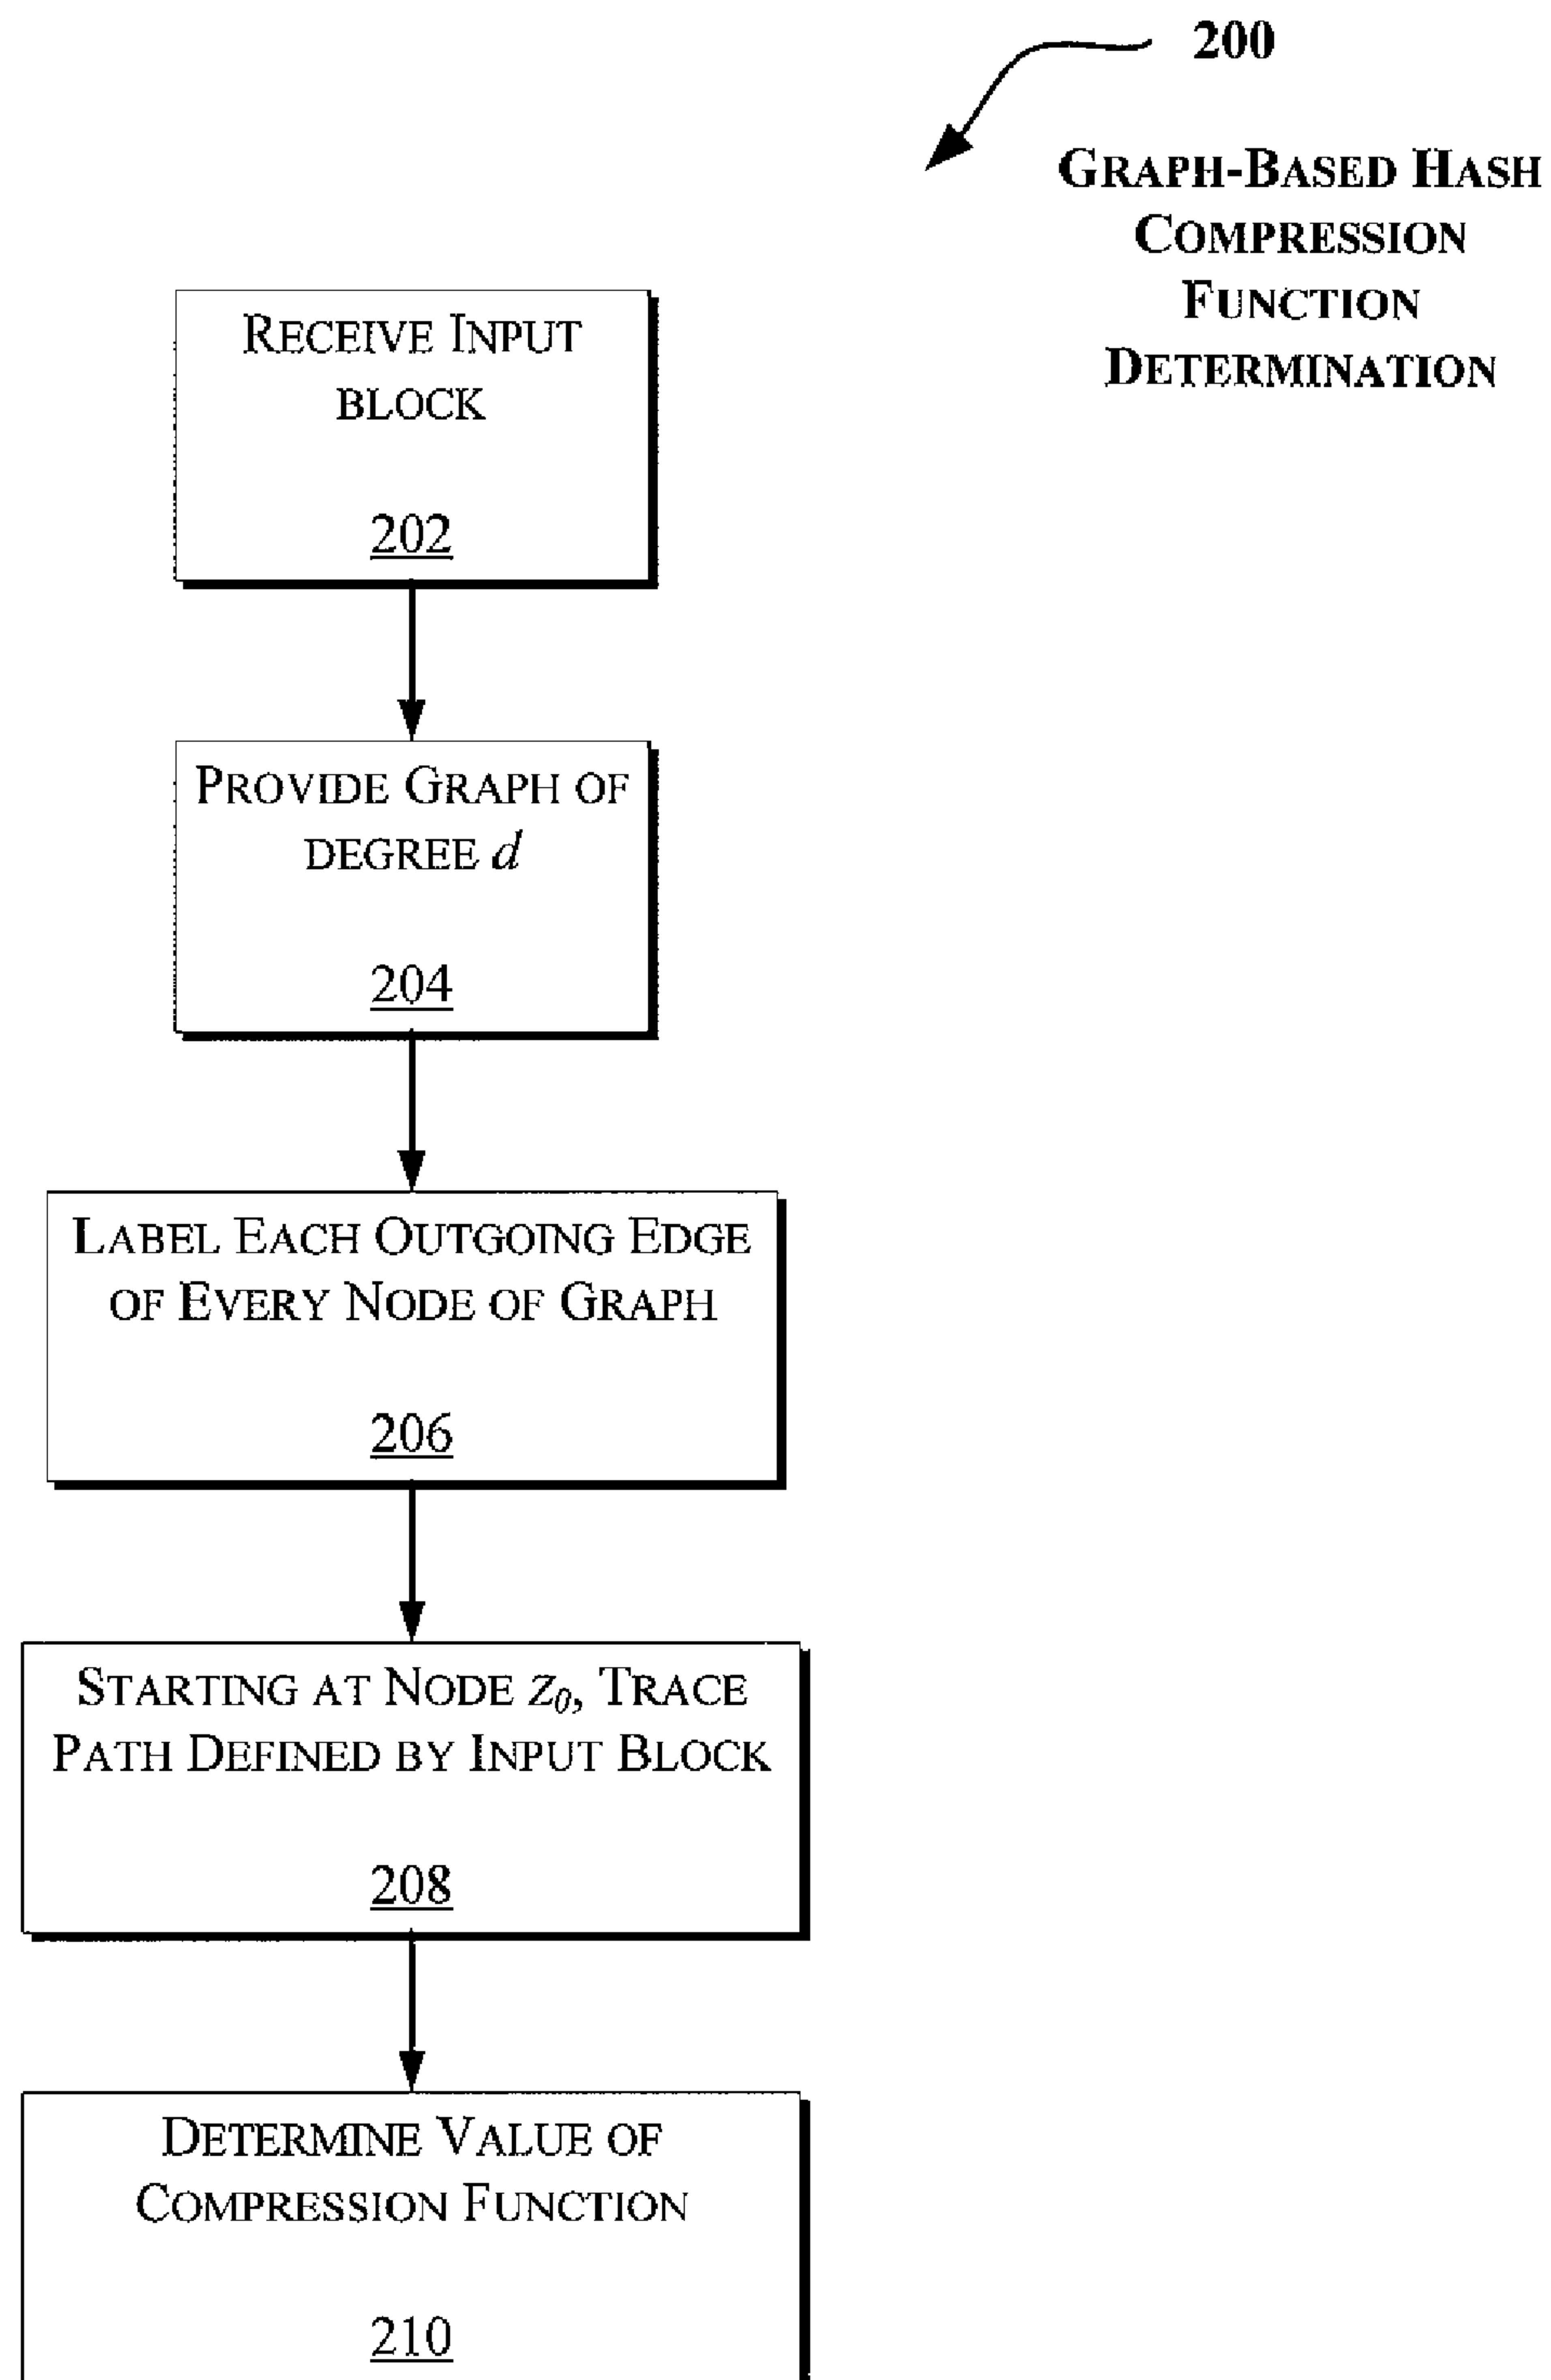 200
GRAPH-BASED HASH
COMPRESSION
FUNCTION
DETERMINATION
RECEIVE INPUT
BLOCK
202
PROVIDE GRAPH OF
DEGREE d
204
LABEL EACH OUTGOING EDGE
OF EVERY NODE OF GRAPH
206
STARTING AT NODE z0, TRACE
PATH DEFINED BY INPUT BLOCK
208
DETERMINE VALUE OF
COMPRESSION FUNCTION
210